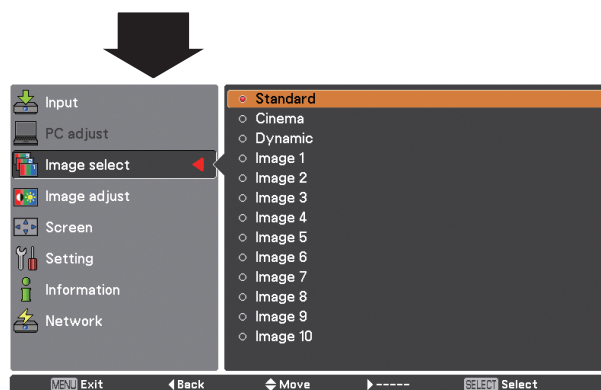 Input
PC adjust
Image select
Image adjust
Screen
Setting
Information
Network
Standard
Cinema
Dynamic
Image 1
Image 2
Image 3
Image 4
Image 5
Image 6
Image 7
Image 8
Image 9
Image 10
MENU Exit Back Move ----- SELECT Select